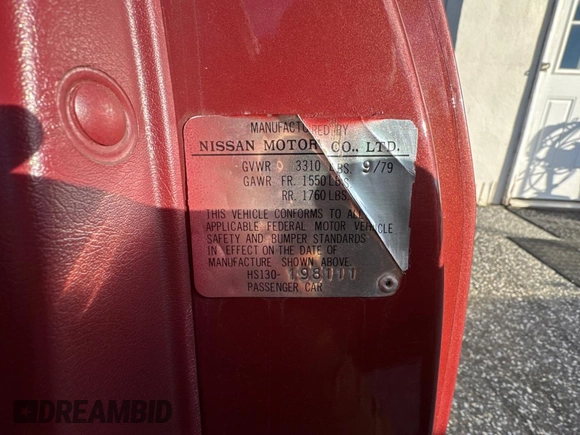 MANUFACTURED BY
NISSAN MOTOR CO., LTD.
GVWR 3310 LBS. 9/79
GAWR FR. 1550 LBS
RR. 1760 LBS
THIS VEHICLE CONFORMS TO ALL
APPLICABLE FEDERAL MOTOR VEHICLE
SAFETY AND BUMPER STANDARDS
IN EFFECT ON THE DATE OF
MANUFACTURE SHOWN ABOVE.
HS130-198111
PASSENGER CAR
DREAMBID